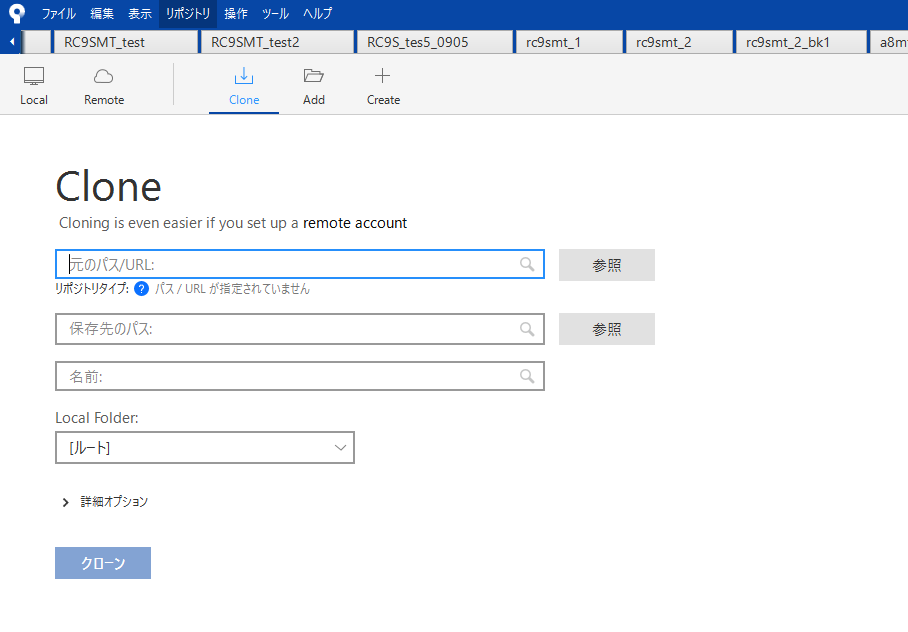 ファイル 編集 表示 リポジトリ 操作 ツール ヘルプ
RC9SMT_test RC9SMT_test2 RC9S_tes5_0905 rc9smt_1 rc9smt_2 rc9smt_2_bk1
Local Remote Clone Add Create
Clone
Cloning is even easier if you set up a remote account
元のパス/URL: 参照
リポジトリタイプ: ? パス / URL が指定されていません
保存先のパス: 参照
名前:
Local Folder:
[ルート]
詳細オプション
クローン